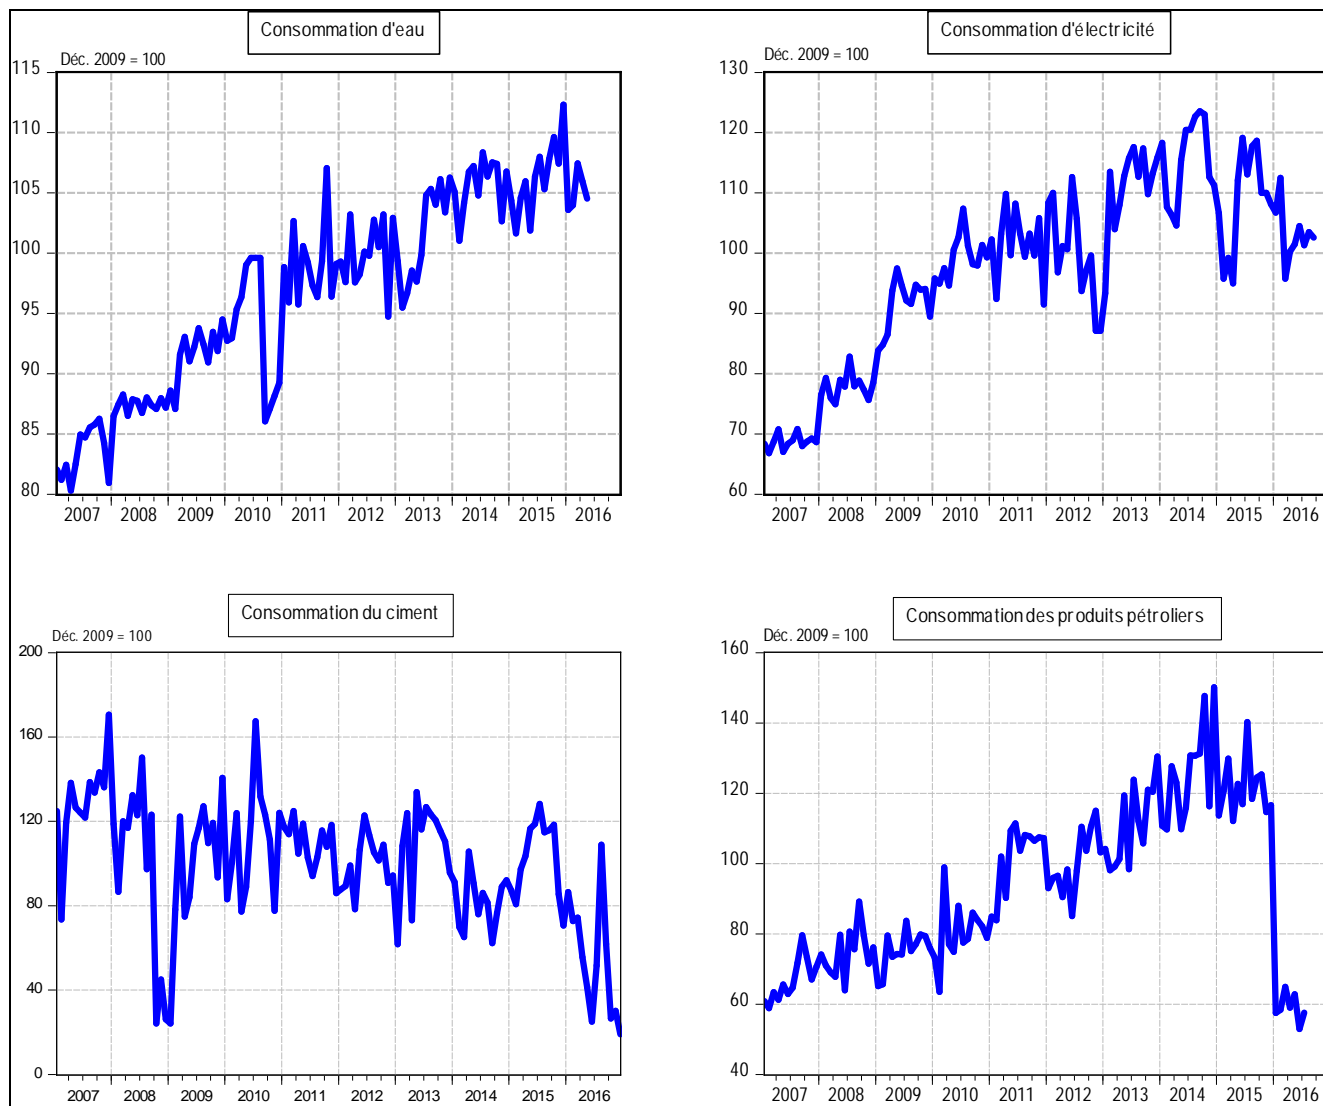 Consommation d'eau
Déc. 2009 = 100
115
110
105
100
95
90
85
80
2007 2008 2009 2010 2011 2012 2013 2014 2015 2016
Consommation d'électricité
Déc. 2009 = 100
130
120
110
100
90
80
70
60
2007 2008 2009 2010 2011 2012 2013 2014 2015 2016
Consommation du ciment
Déc. 2009 = 100
200
160
120
80
40
0
2007 2008 2009 2010 2011 2012 2013 2014 2015 2016
Consommation des produits pétroliers
Déc. 2009 = 100
160
140
120
100
80
60
40
2007 2008 2009 2010 2011 2012 2013 2014 2015 2016